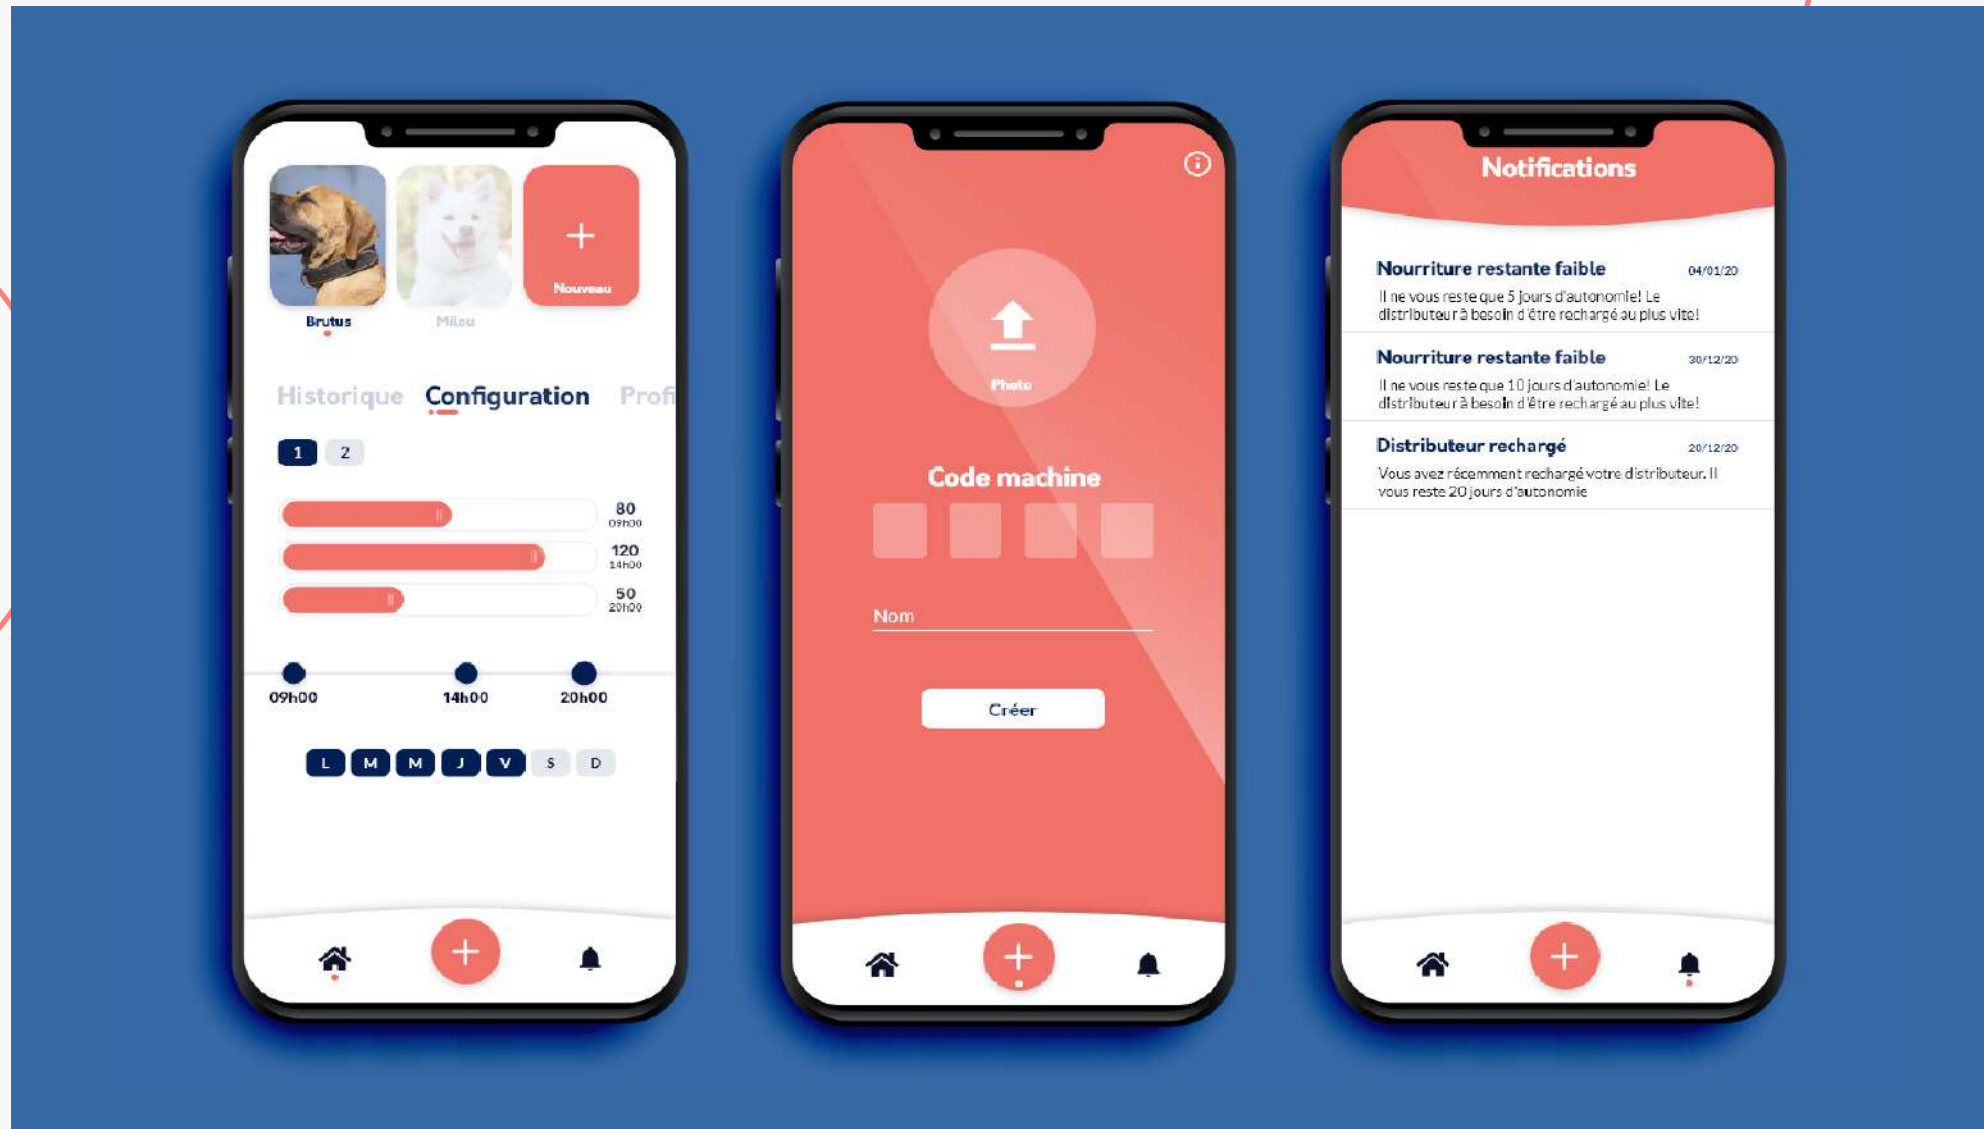 Nouveau
Brutus
Milou
Historique Configuration Profi
1 2
80
09h00
120
14h00
50
20h00
09h00 14h00 20h00
L M M J V S D
Photo
Code machine
Nom
Créer
Notifications
Nourriture restante faible 04/01/20
Il ne vous reste que 5 jours d'autonomie! Le
distributeur à besoin d'être rechargé au plus vite!
Nourriture restante faible 30/12/20
Il ne vous reste que 10 jours d'autonomie! Le
distributeur à besoin d'être rechargé au plus vite!
Distributeur rechargé 20/12/20
Vous avez récemment rechargé votre distributeur. Il
vous reste 20 jours d'autonomie